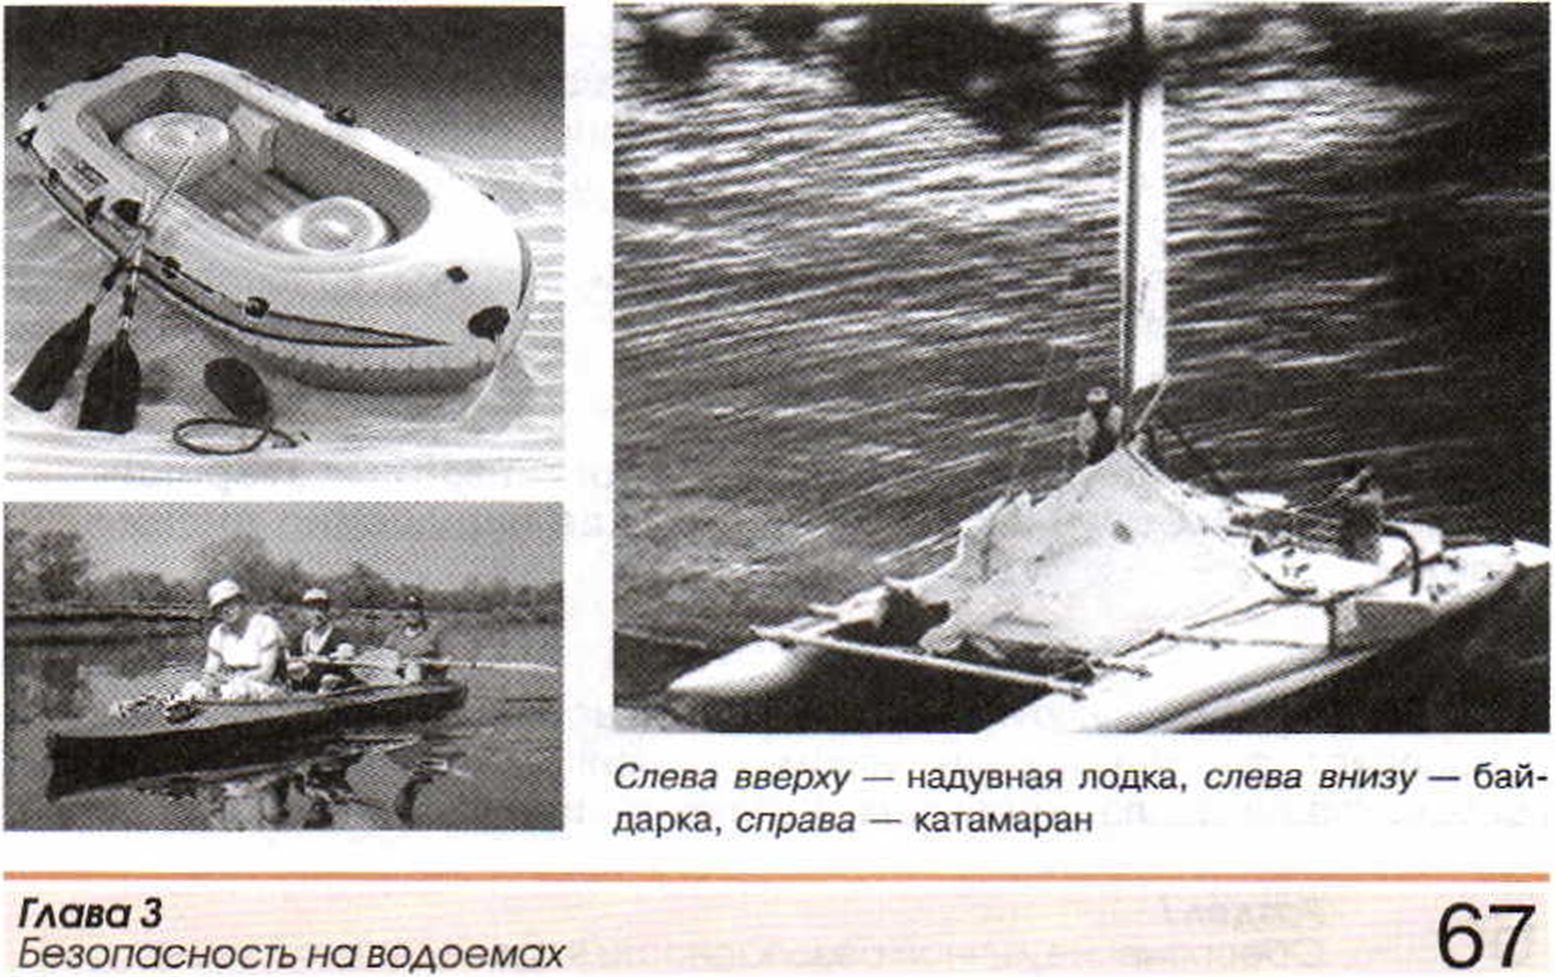 Слева вверху — надувная лодка, слева внизу — бай-
дарка, справа — катамаран
Глава 3
Безопасность на водоемах
67